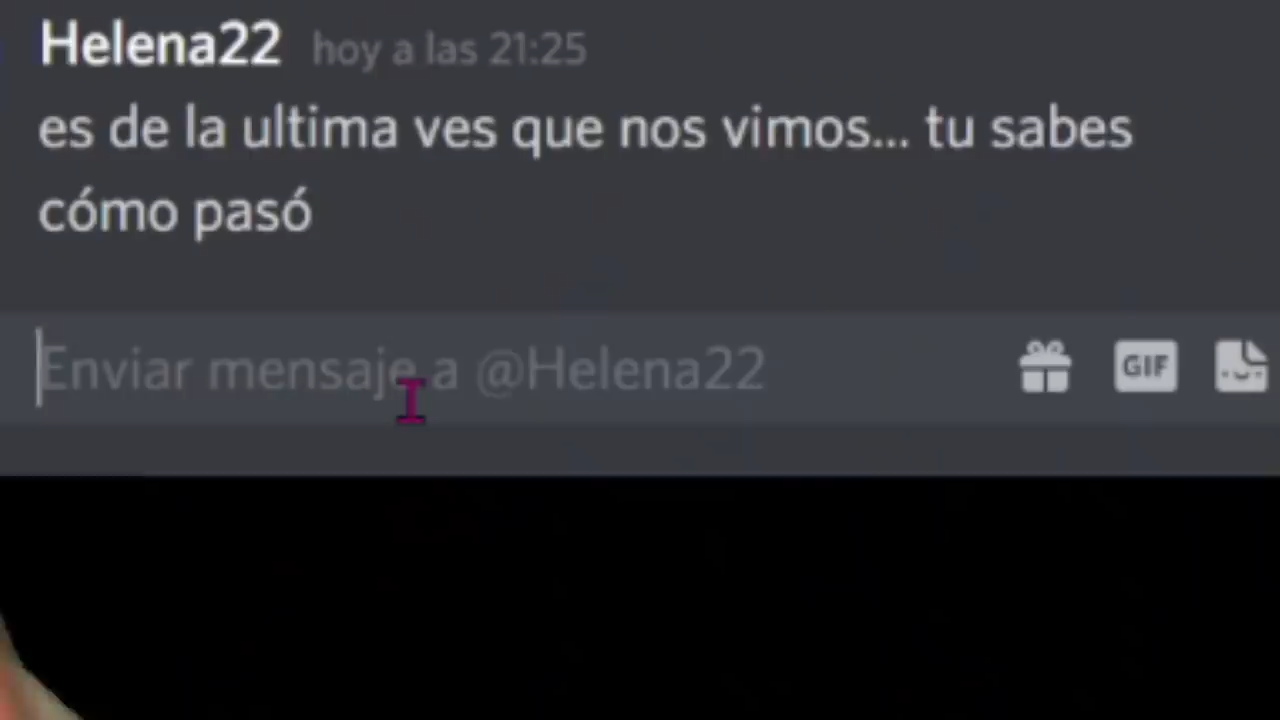 Helena22 hoy a las 21:25
es de la ultima ves que nos vimos... tu sabes
cómo pasó
Enviar mensaje a @Helena22
GIF